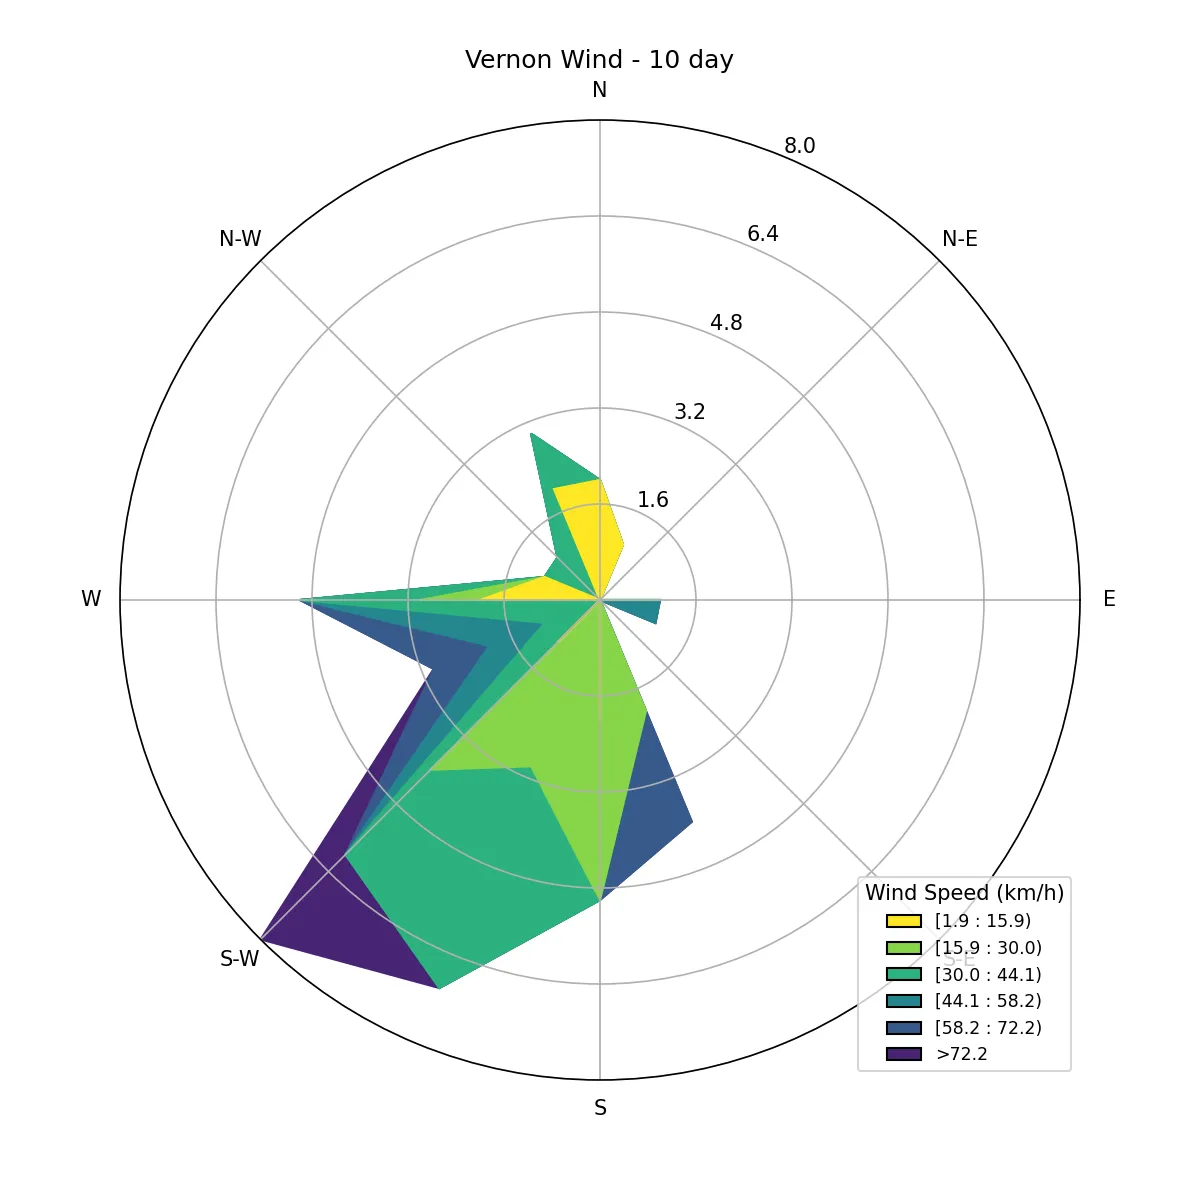 Vernon Wind - 10 day
N
8.0
N-W
6.4
N-E
4.8
3.2
1.6
W
E
S-W
S-E
Wind Speed (km/h)
[1.9 : 15.9)
[15.9 : 30.0)
[30.0 : 44.1)
[44.1 : 58.2)
[58.2 : 72.2)
>72.2
S